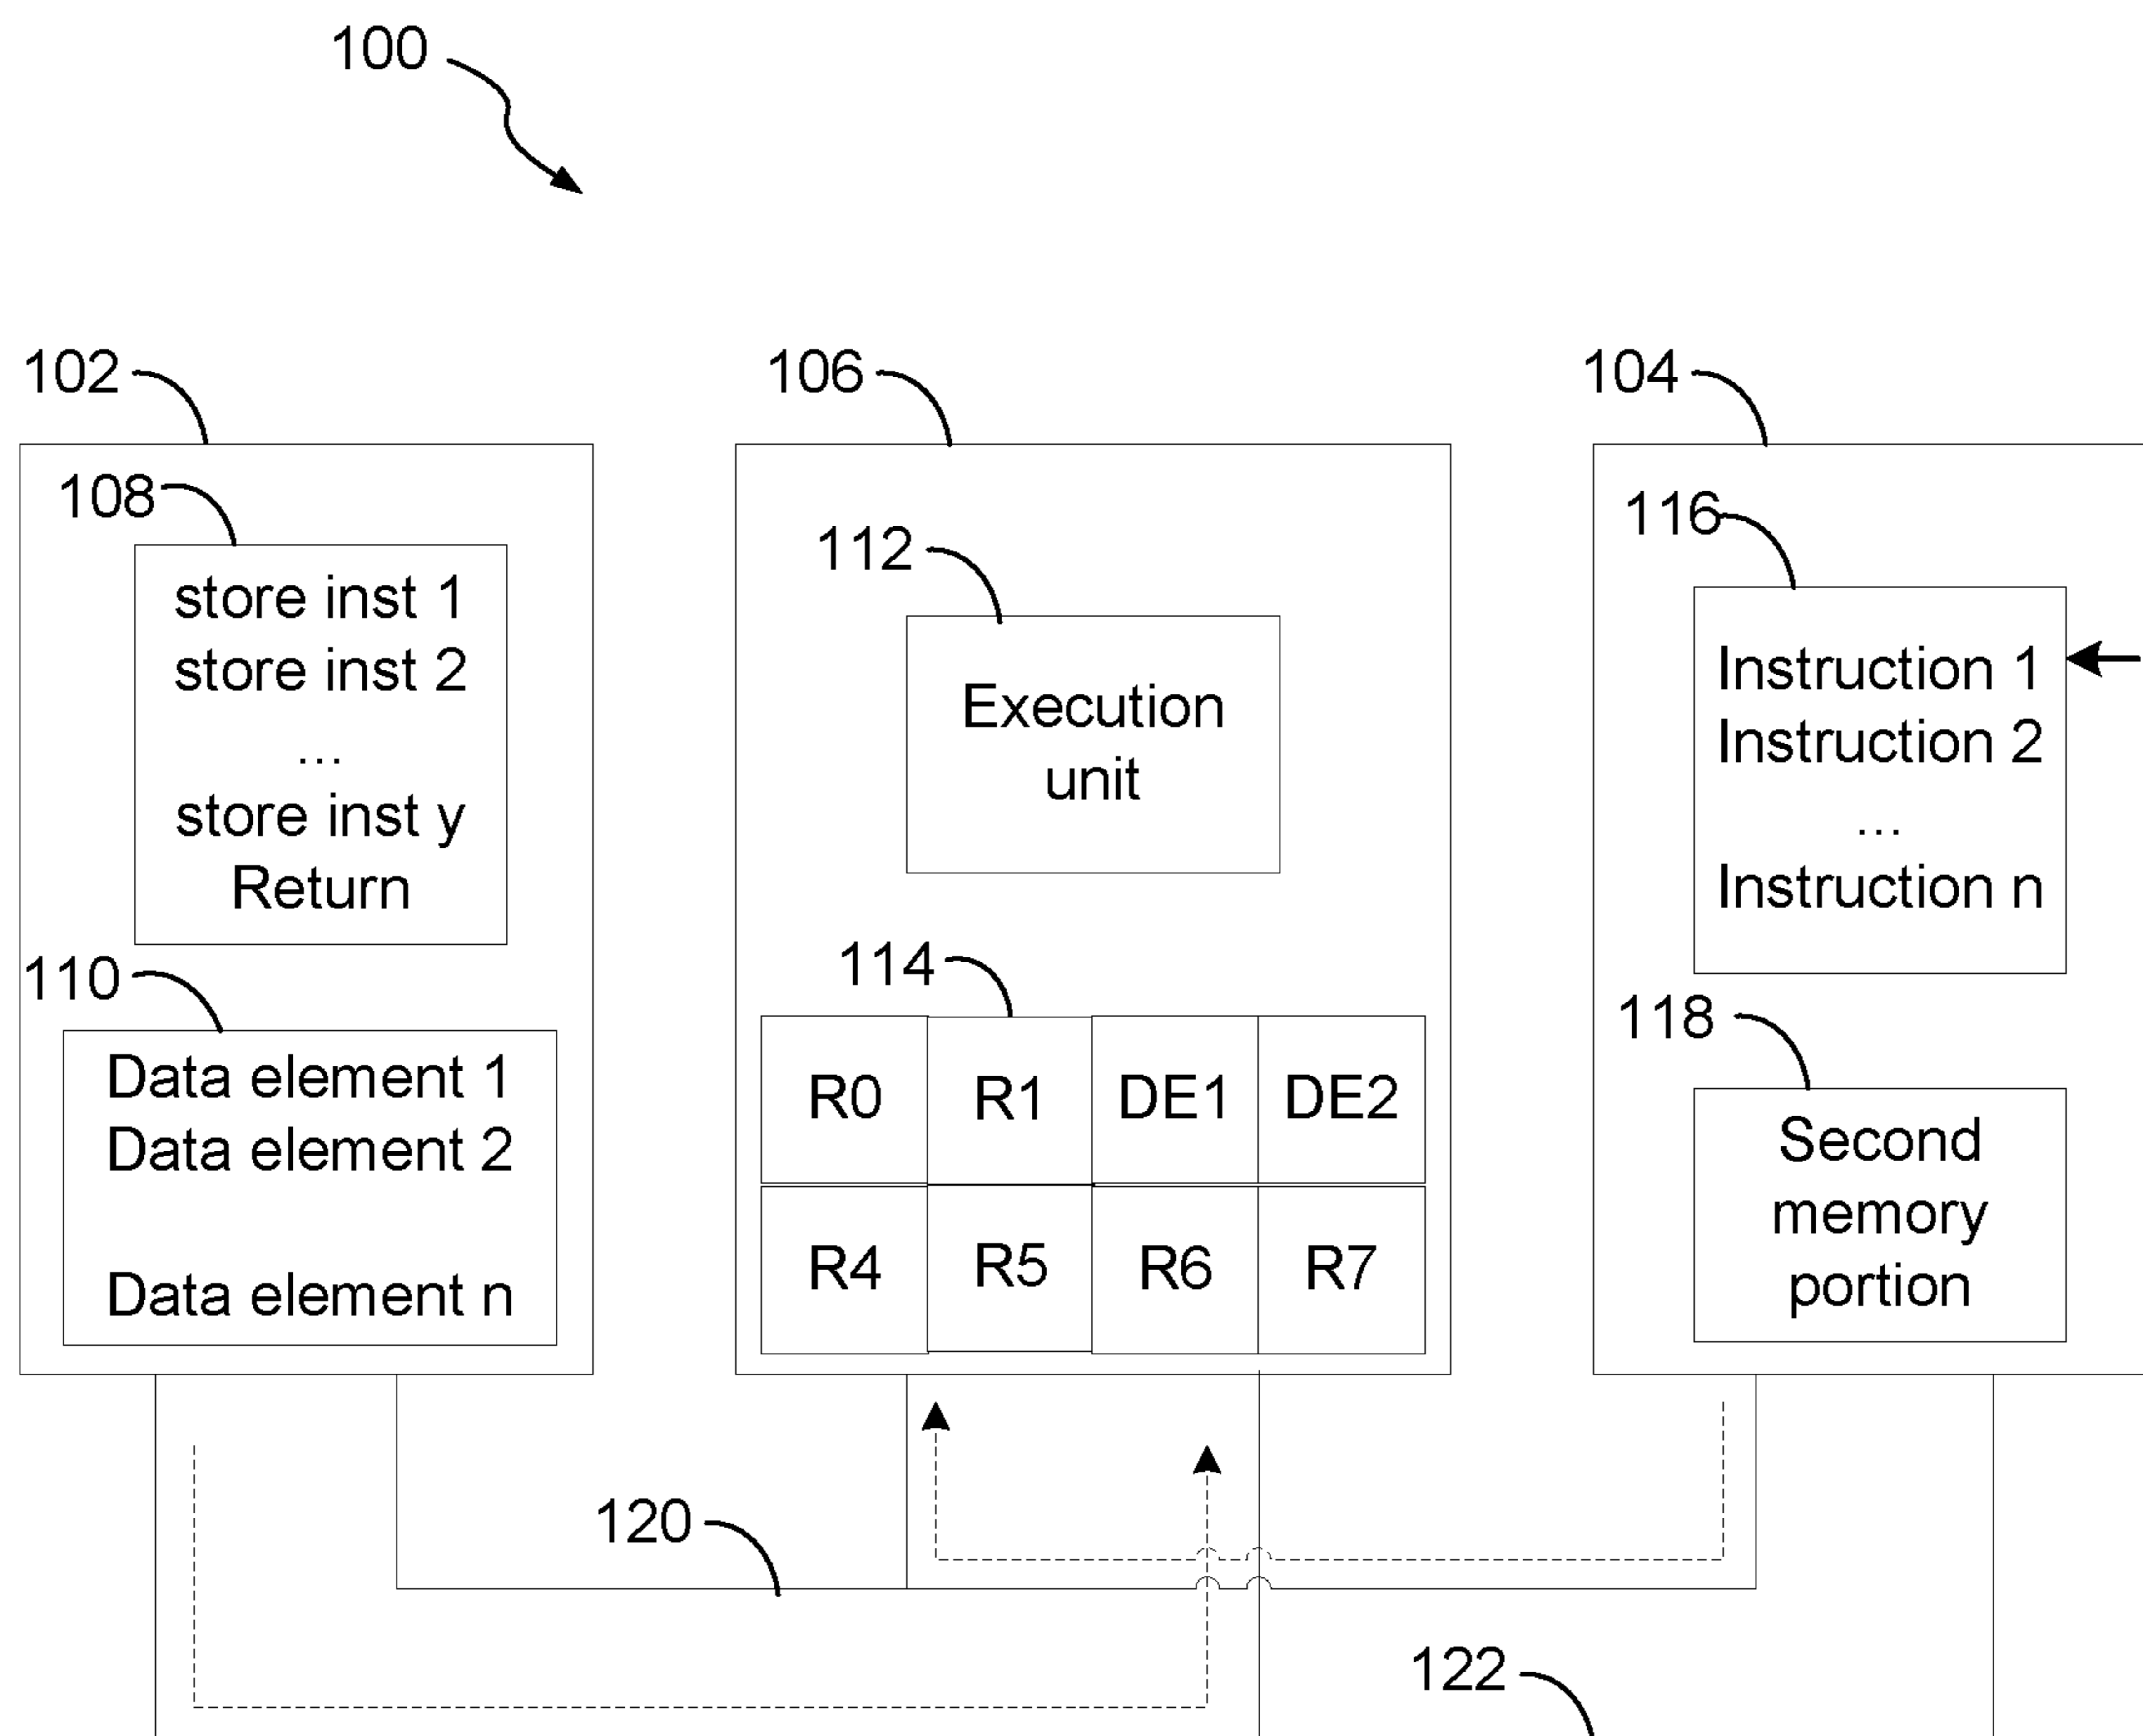 100
102
106
104
108
store inst 1
store inst 2
...
store inst y
Return
110
Data element 1
Data element 2
Data element n
112
Execution
unit
114
R0 R1 DE1 DE2
R4 R5 R6 R7
116
Instruction 1
Instruction 2
...
Instruction n
118
Second
memory
portion
120
122